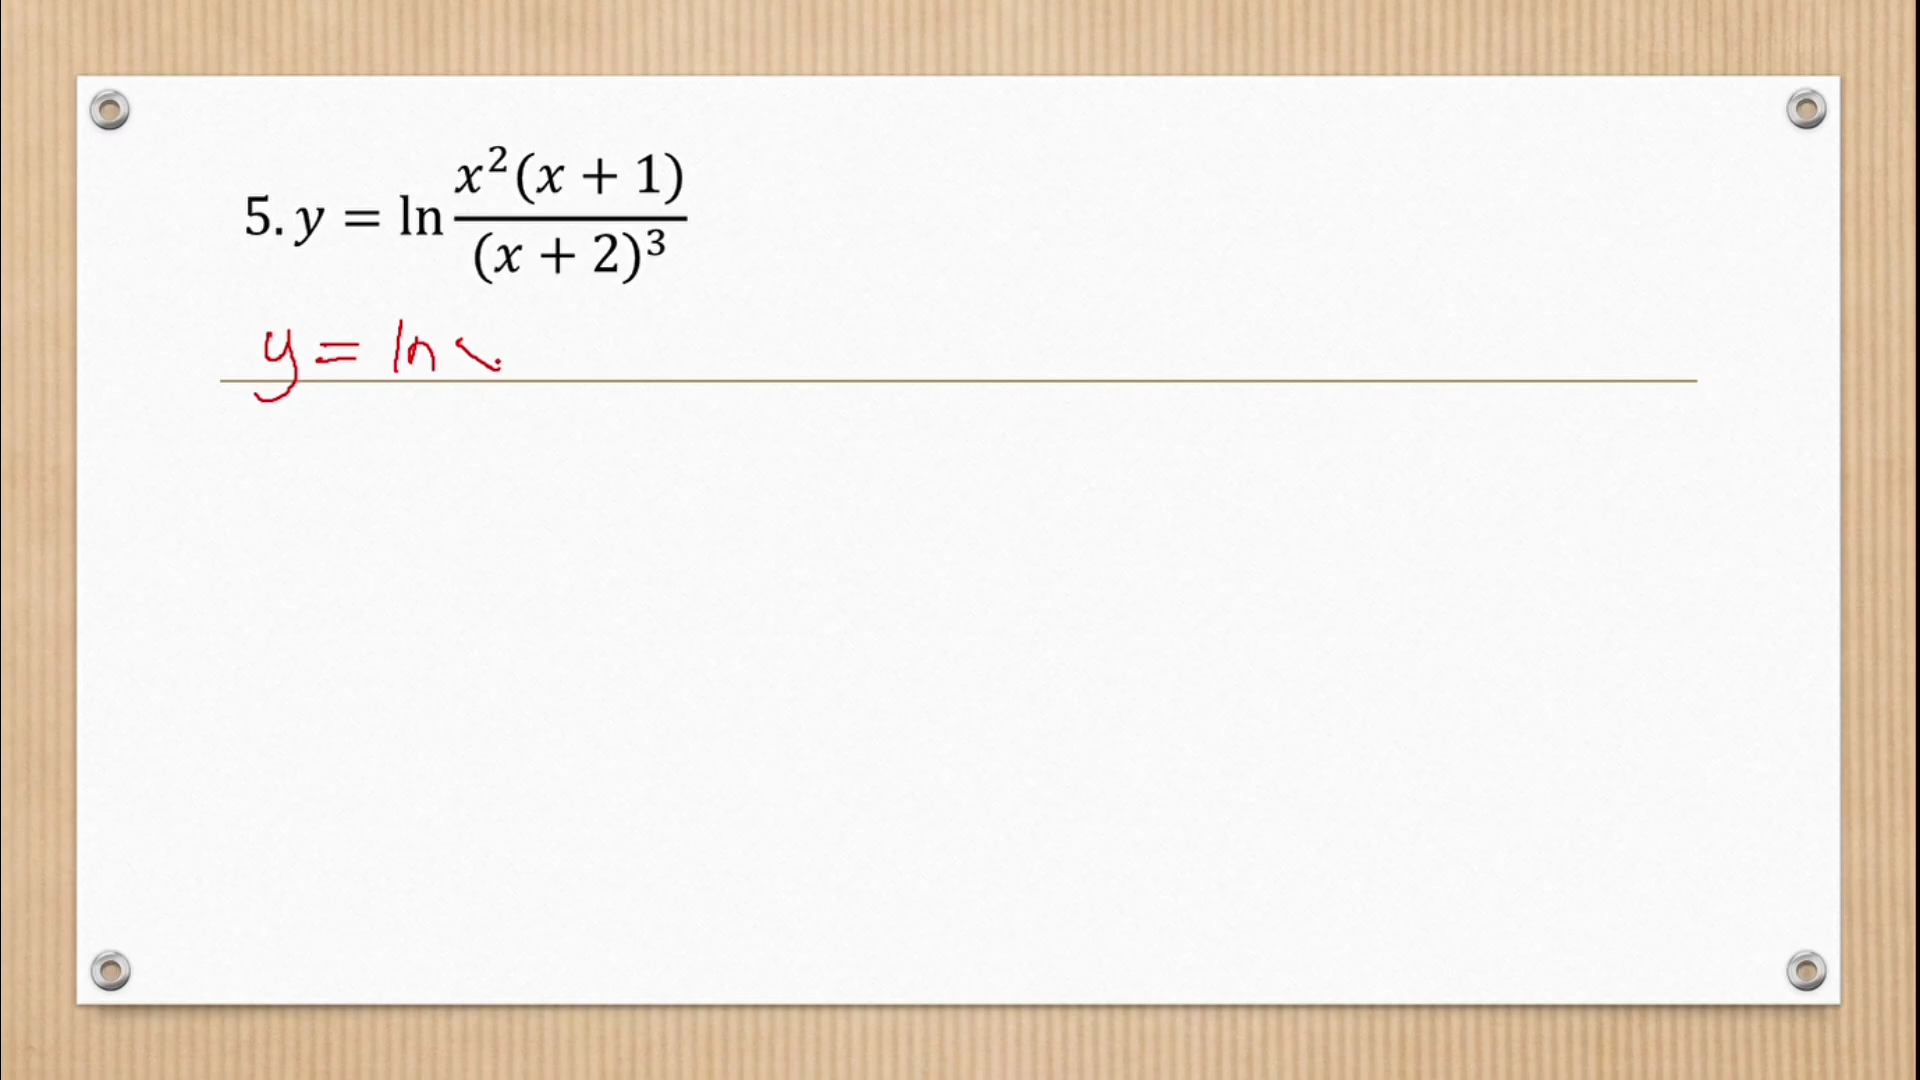 5. y = ln x²(x + 1) / (x + 2)³
y = ln